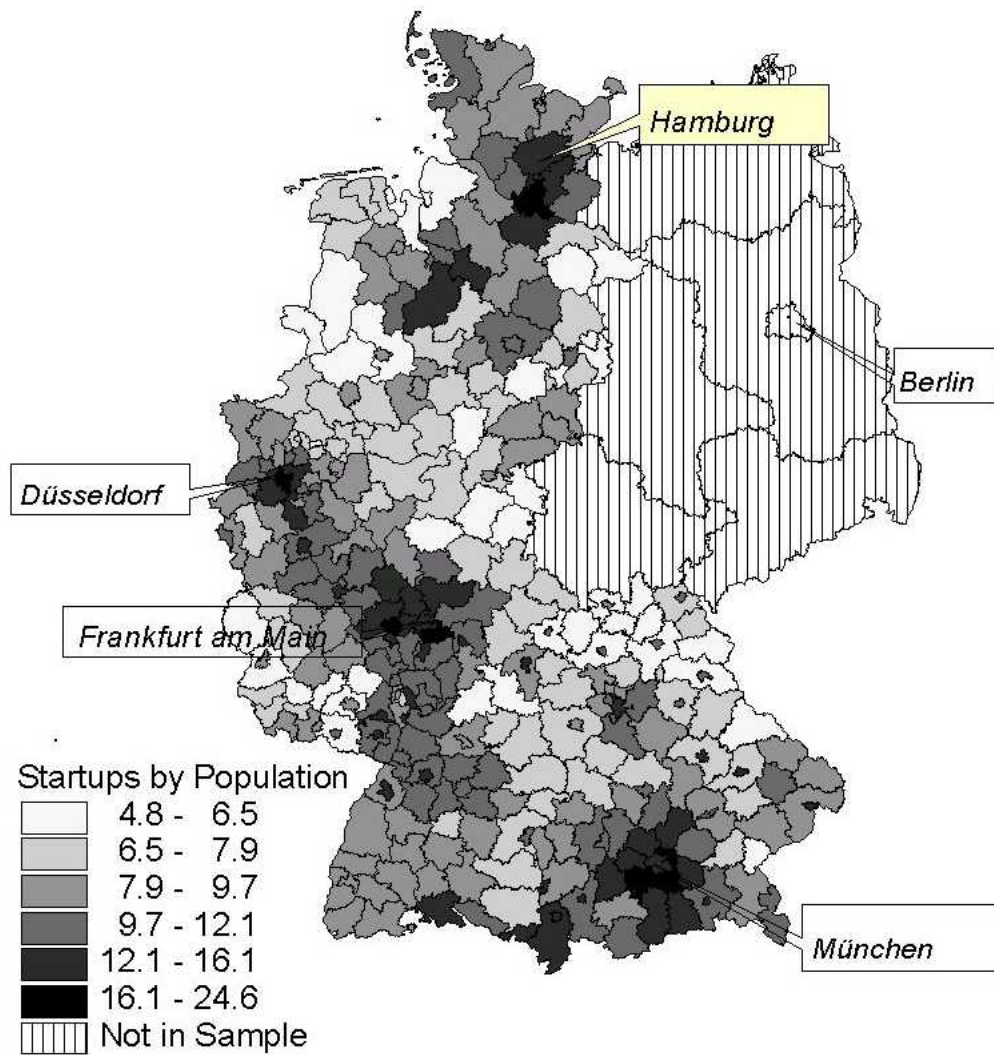 Hamburg
Berlin
Düsseldorf
Frankfurt am Main
München
Startups by Population
4.8 - 6.5
6.5 - 7.9
7.9 - 9.7
9.7 - 12.1
12.1 - 16.1
16.1 - 24.6
Not in Sample